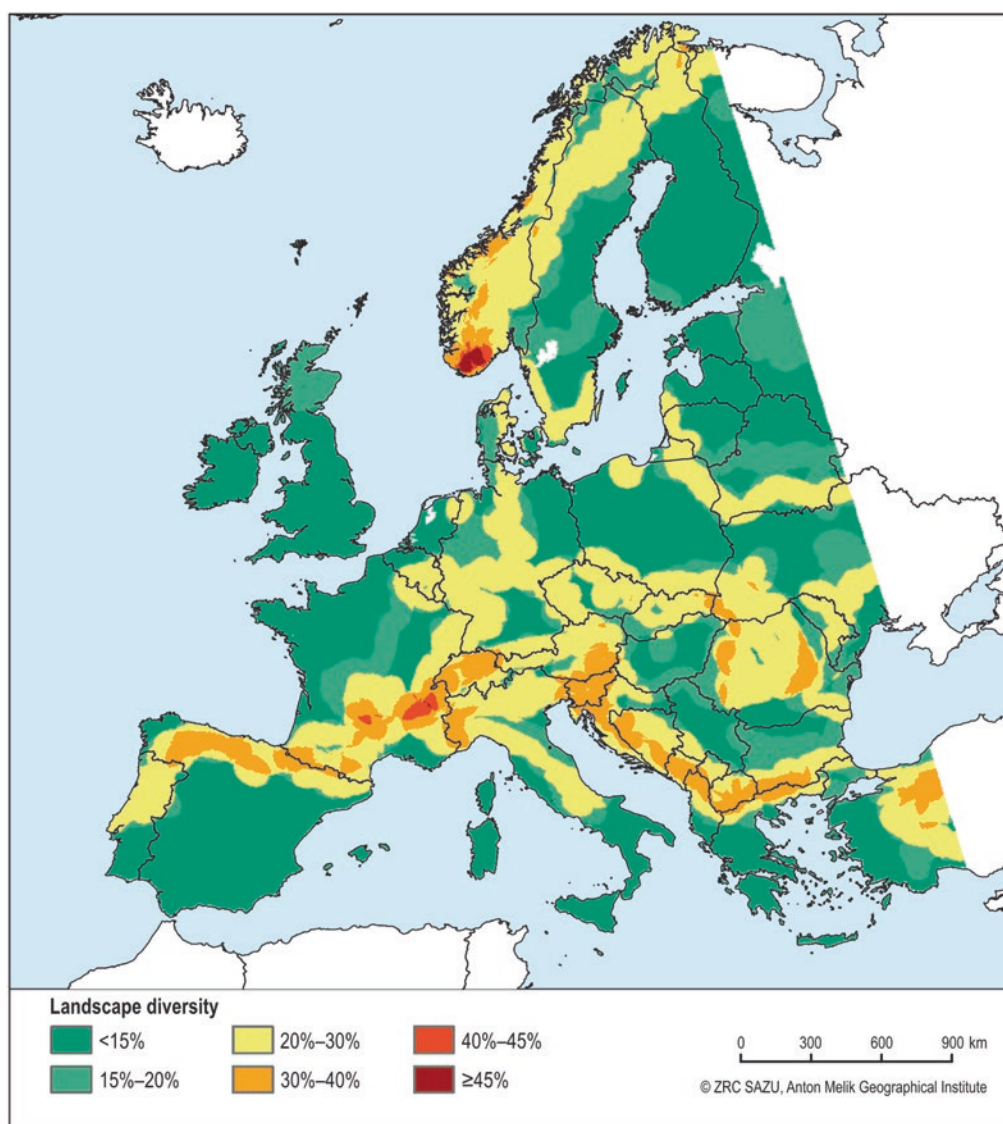 Landscape diversity
<15%
20%–30%
40%–45%
15%–20%
30%–40%
≥45%
0 300 600 900 km
© ZRC SAZU, Anton Melik Geographical Institute